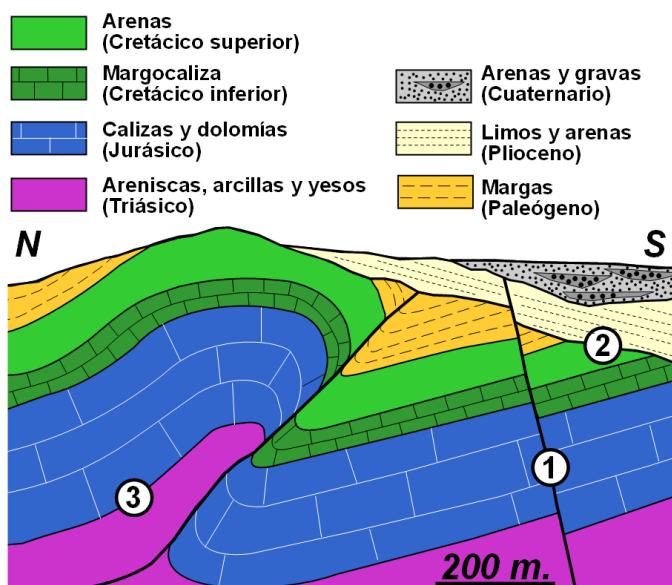 Arenas
(Cretácico superior)
Margocaliza
(Cretácico inferior)
Calizas y dolomías
(Jurásico)
Areniscas, arcillas y yesos
(Triásico)
Arenas y gravas
(Cuaternario)
Limos y arenas
(Plioceno)
Margas
(Paleógeno)
N
S
2
1
3
200 m.